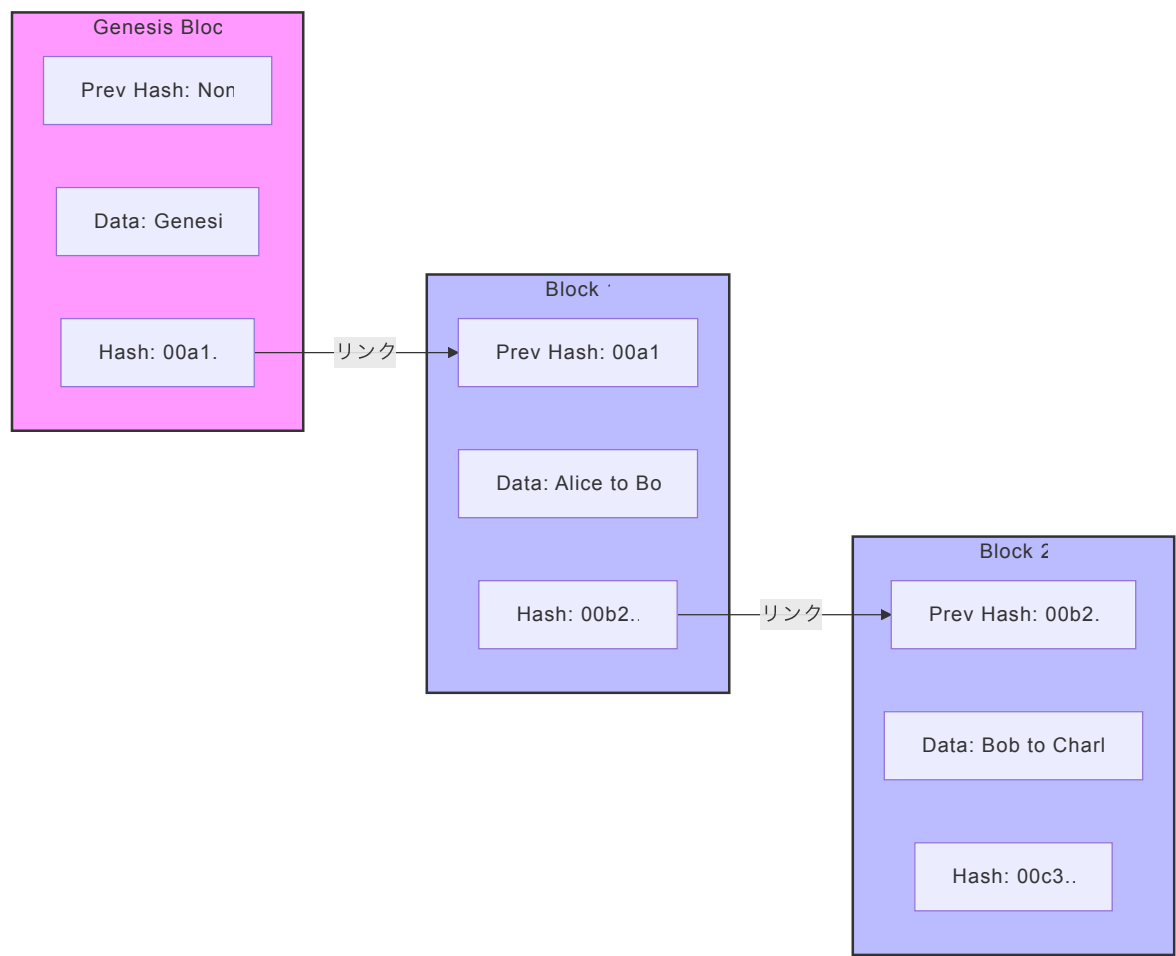 Genesis Bloc
Prev Hash: Non
Data: Genesi
Hash: 00a1.
リンク
Block
Prev Hash: 00a1
Data: Alice to Bo
Hash: 00b2..
リンク
Block 2
Prev Hash: 00b2.
Data: Bob to Charl
Hash: 00c3..